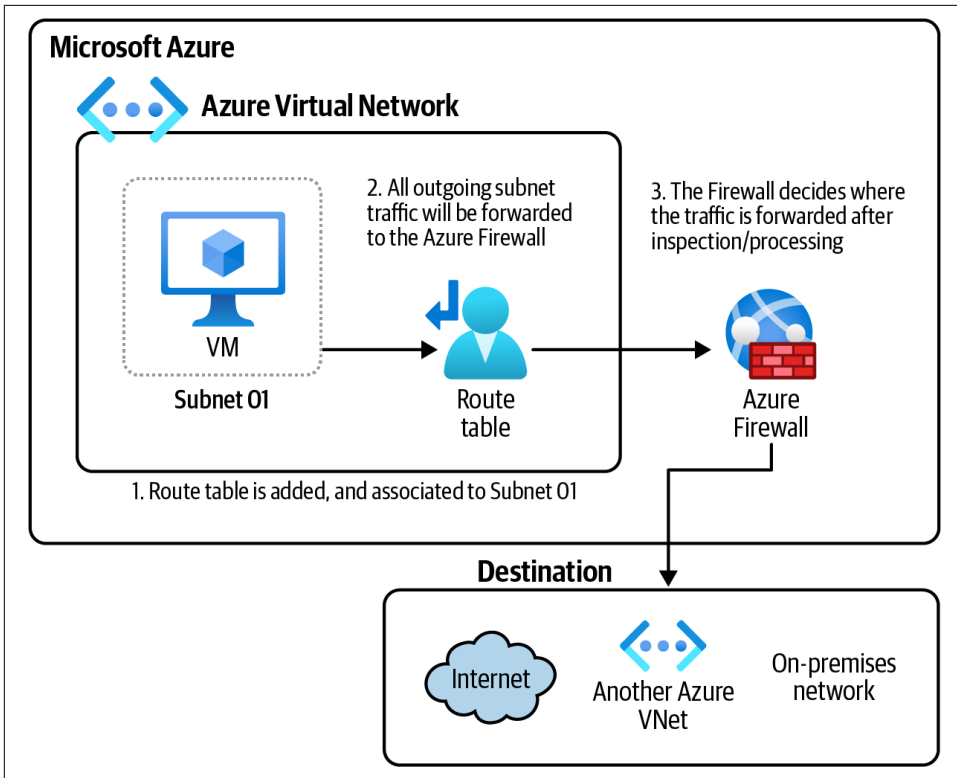 Microsoft Azure
Azure Virtual Network
2. All outgoing subnet
traffic will be forwarded
to the Azure Firewall
3. The Firewall decides where
the traffic is forwarded after
inspection/processing
VM
Subnet 01
Route
table
Azure
Firewall
1. Route table is added, and associated to Subnet 01
Destination
Internet
Another Azure
VNet
On-premises
network